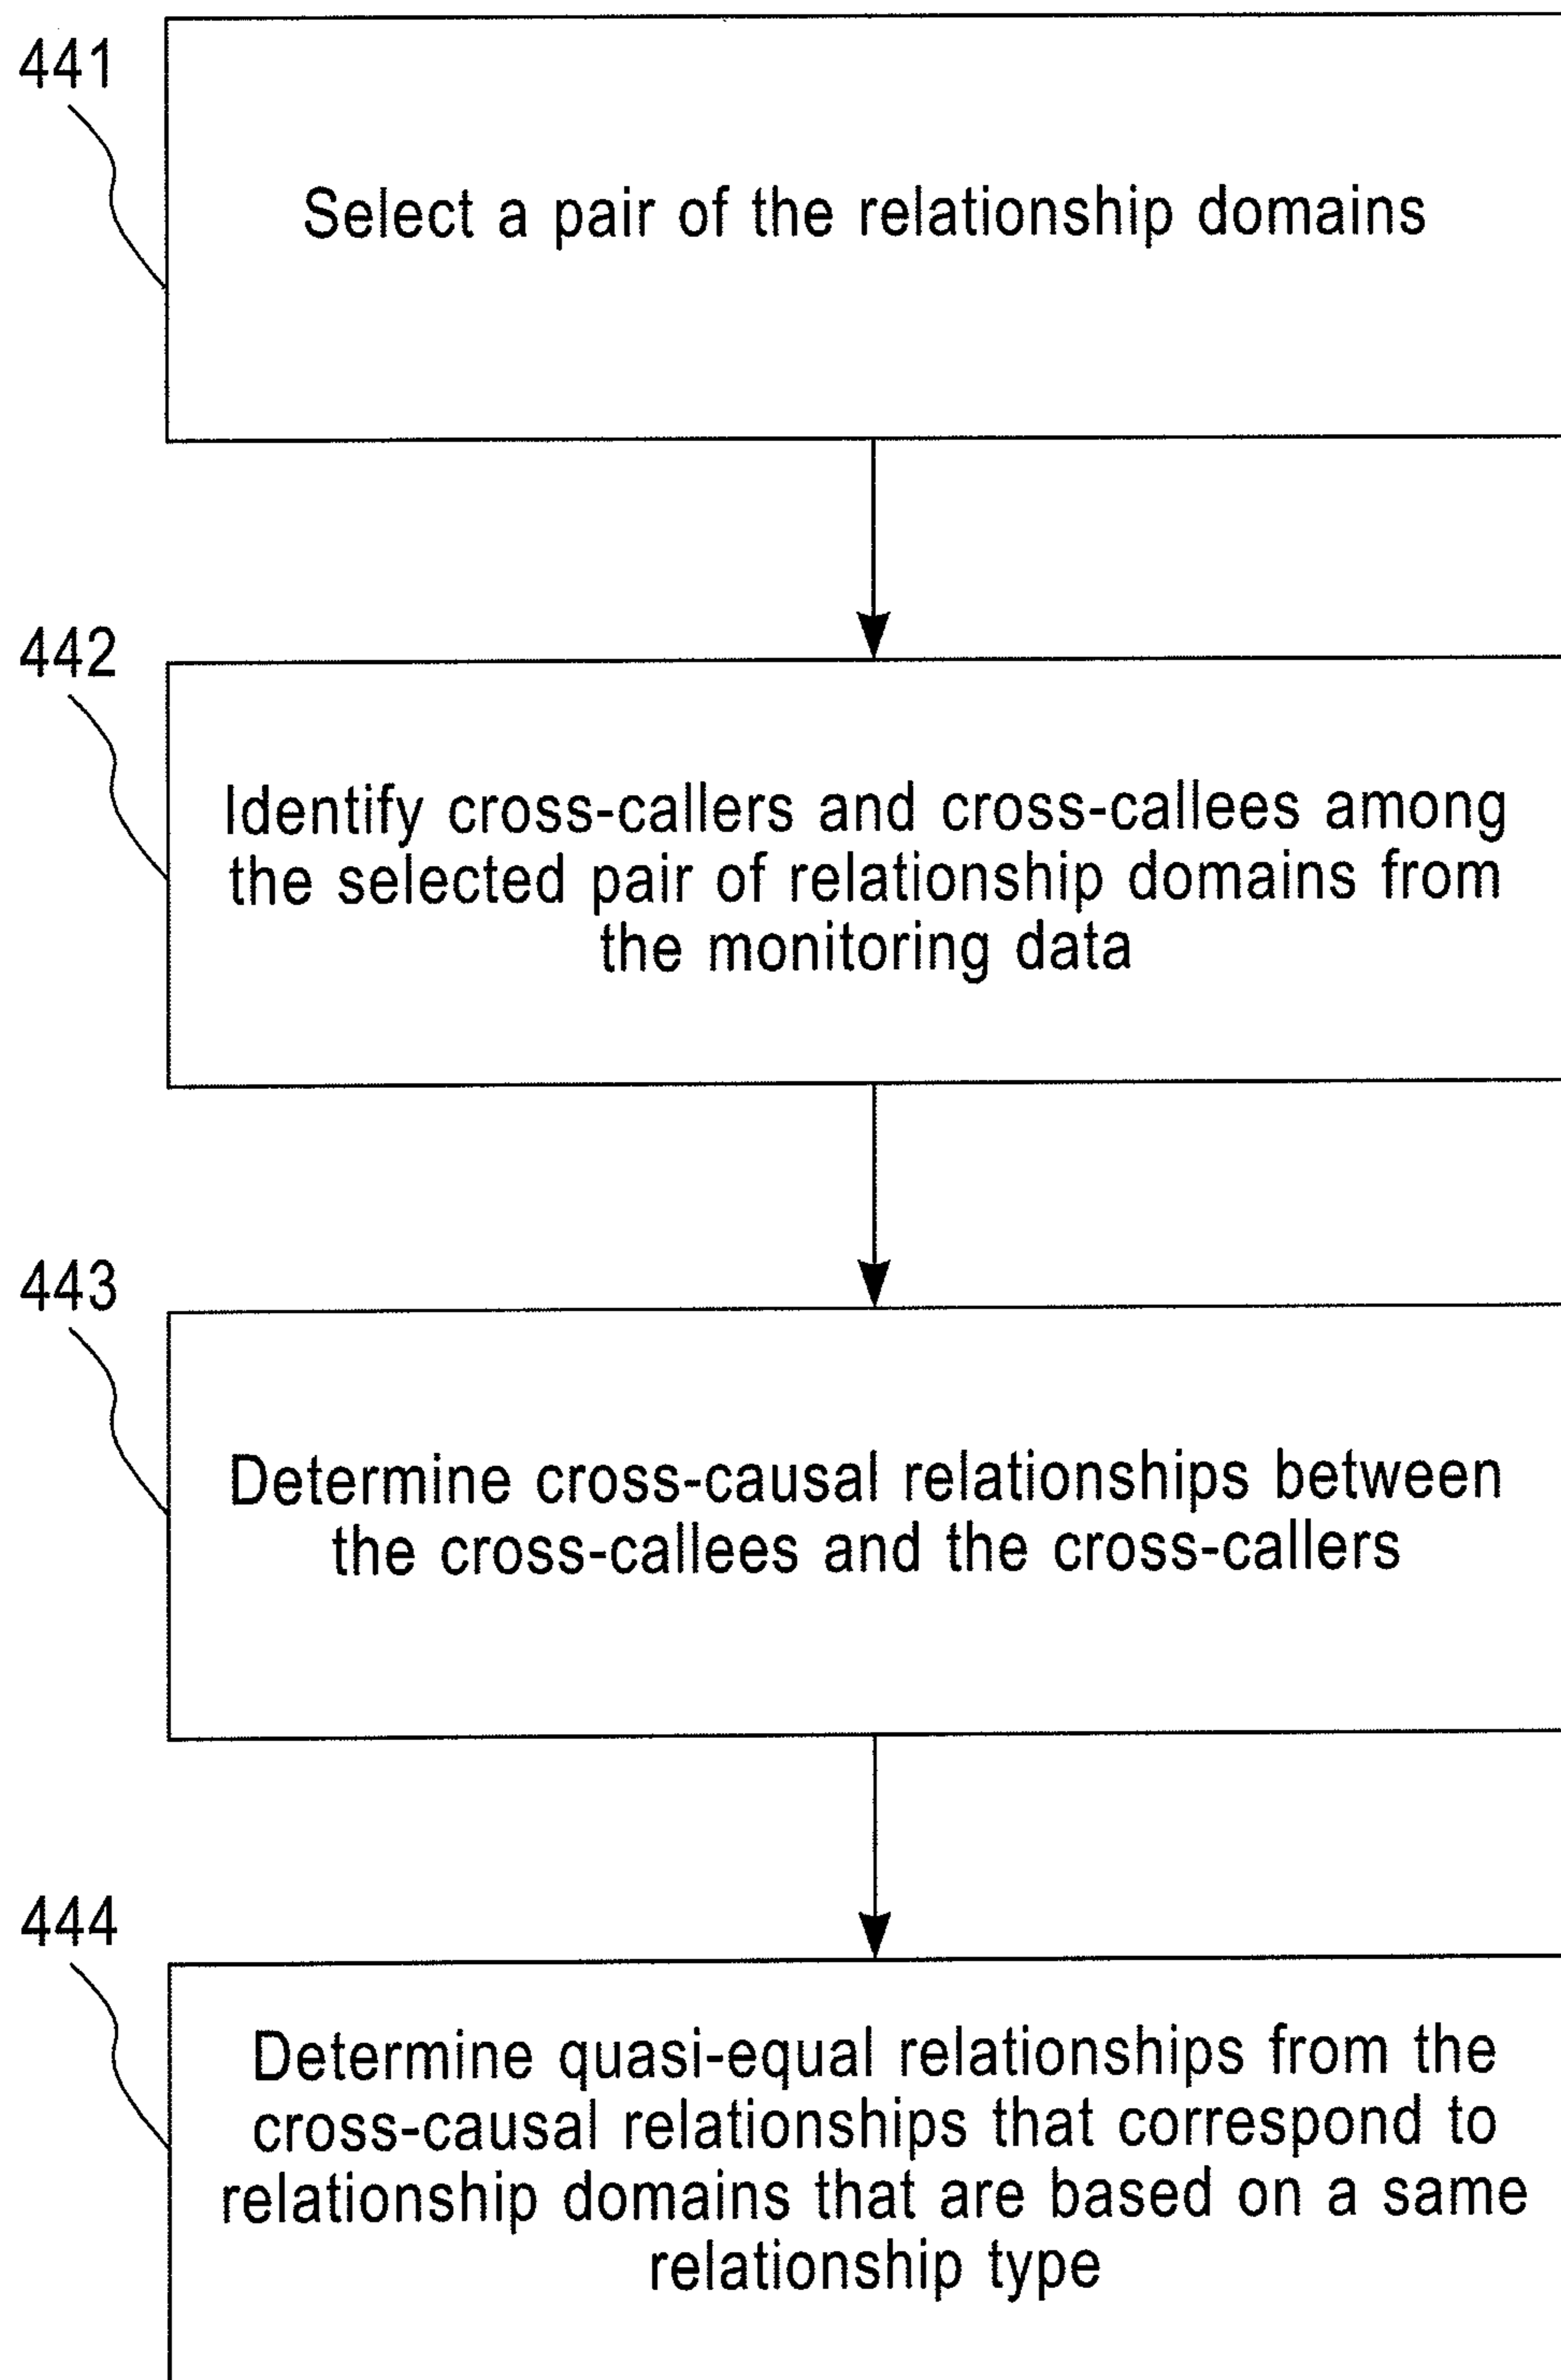 441
Select a pair of the relationship domains
442
Identify cross-callers and cross-callees among
the selected pair of relationship domains from
the monitoring data
443
Determine cross-causal relationships between
the cross-callees and the cross-callers
444
Determine quasi-equal relationships from the
cross-causal relationships that correspond to
relationship domains that are based on a same
relationship type